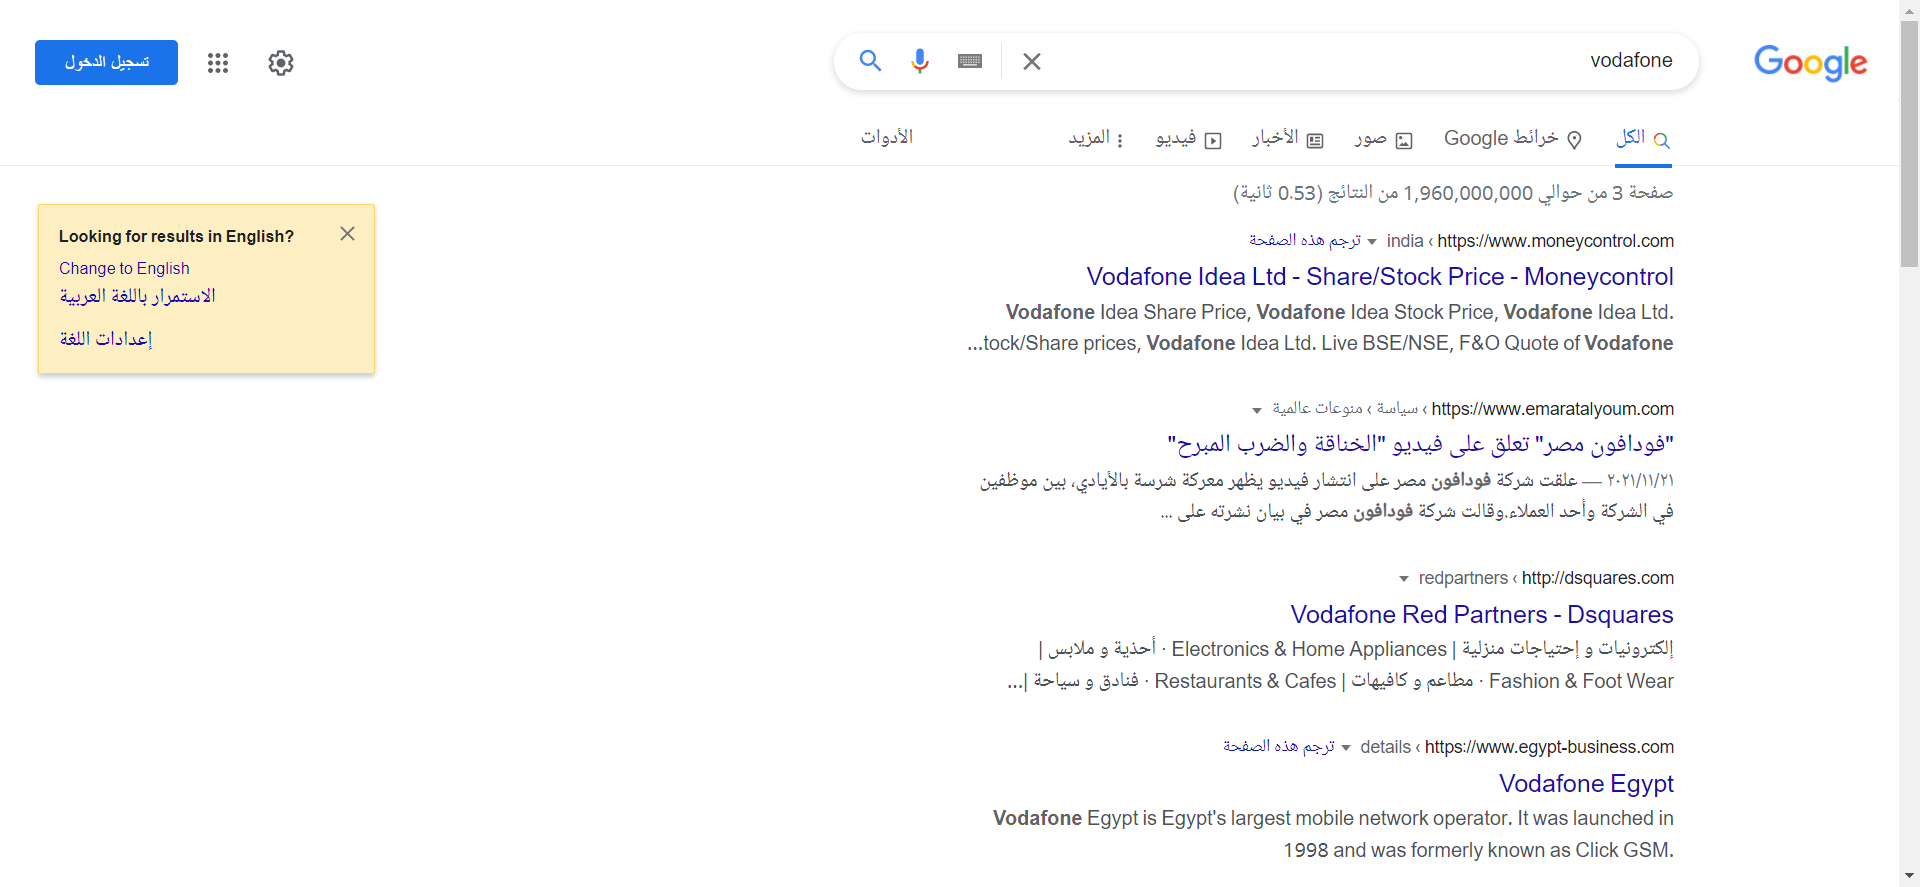 Google
vodafone
تسجيل الدخول
الكل
خرائط Google
صور
الأخبار
فيديو
المزيد
الأدوات
صفحة 3 من حوالي 1,960,000,000 من النتائج (0.53 ثانية)
Looking for results in English?
Change to English
الاستمرار باللغة العربية
إعدادات اللغة
https://www.moneycontrol.com › india ترجم هذه الصفحة
Vodafone Idea Ltd - Share/Stock Price - Moneycontrol
Vodafone Idea Share Price, Vodafone Idea Stock Price, Vodafone Idea Ltd.
...tock/Share prices, Vodafone Idea Ltd. Live BSE/NSE, F&O Quote of Vodafone
https://www.emaratalyoum.com › سياسة › منوعات عالمية
"فودافون مصر" تعلق على فيديو "الخناقة والضرب المبرح"
٢٠٢١/١١/٢١ — علقت شركة فودافون مصر على انتشار فيديو يظهر معركة شرسة بالأيادي، بين موظفين
في الشركة وأحد العملاء.وقالت شركة فودافون مصر في بيان نشرته على ...
http://dsquares.com › redpartners
Vodafone Red Partners - Dsquares
إلكترونيات و إحتياجات منزلية | Electronics & Home Appliances · أحذية و ملابس |
Fashion & Foot Wear · مطاعم و كافيهات | Restaurants & Cafes · فنادق و سياحة |...
https://www.egypt-business.com › details ترجم هذه الصفحة
Vodafone Egypt
Vodafone Egypt is Egypt's largest mobile network operator. It was launched in
1998 and was formerly known as Click GSM.